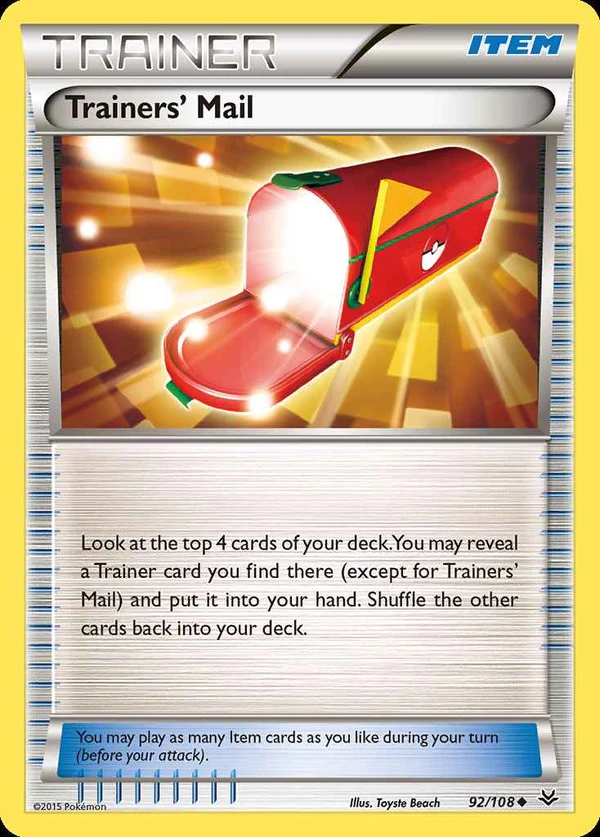 TRAINER
ITEM
Trainers' Mail
Look at the top 4 cards of your deck.You may reveal
a Trainer card you find there (except for Trainers'
Mail) and put it into your hand. Shuffle the other
cards back into your deck.
You may play as many Item cards as you like during your turn
(before your attack).
©2015 Pokémon
Illus. Toyste Beach
92/108